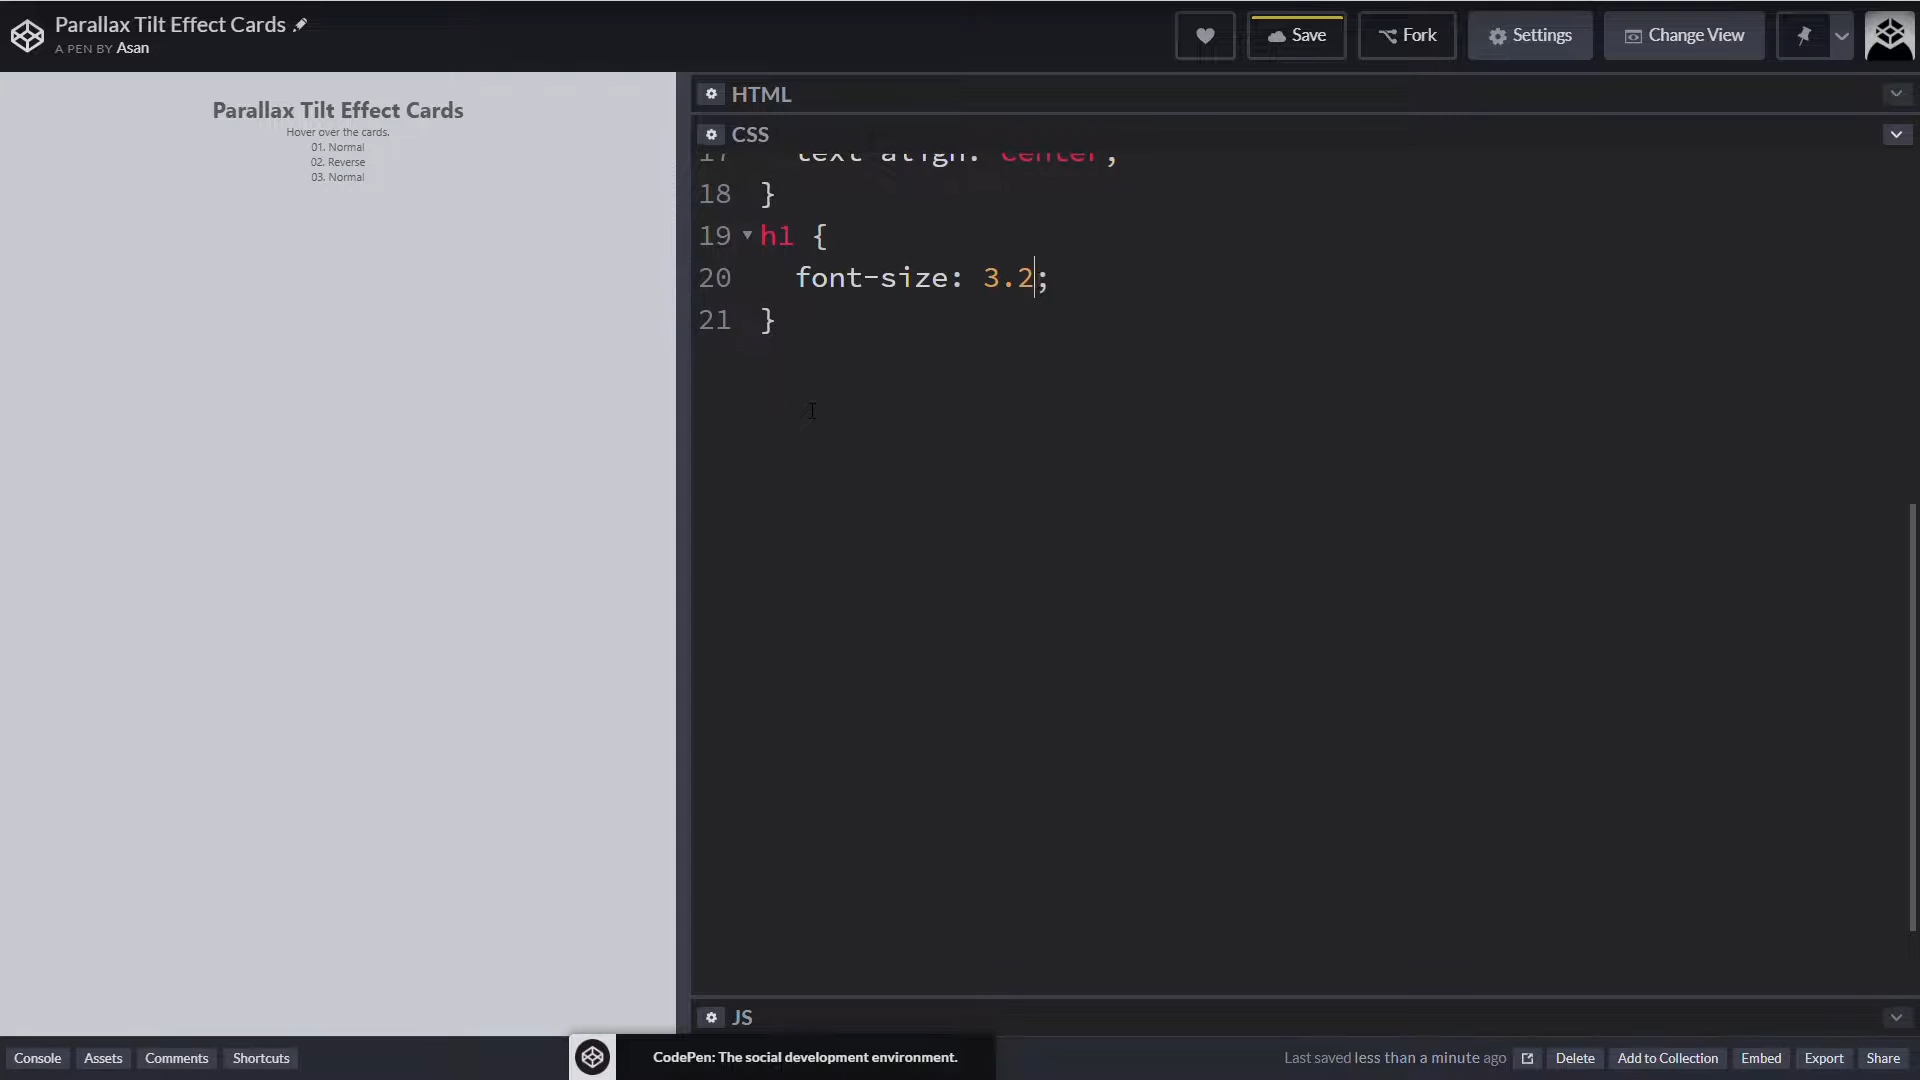 Parallax Tilt Effect Cards
A PEN BY Asan
Save
Fork
Settings
Change View
Parallax Tilt Effect Cards
Hover over the cards.
01. Normal
02. Reverse
03. Normal
HTML
CSS
17 text-align: center;
18 }
19 h1 {
20 font-size: 3.2;
21 }
JS
Console
Assets
Comments
Shortcuts
CodePen: The social development environment.
Last saved less than a minute ago
Delete
Add to Collection
Embed
Export
Share